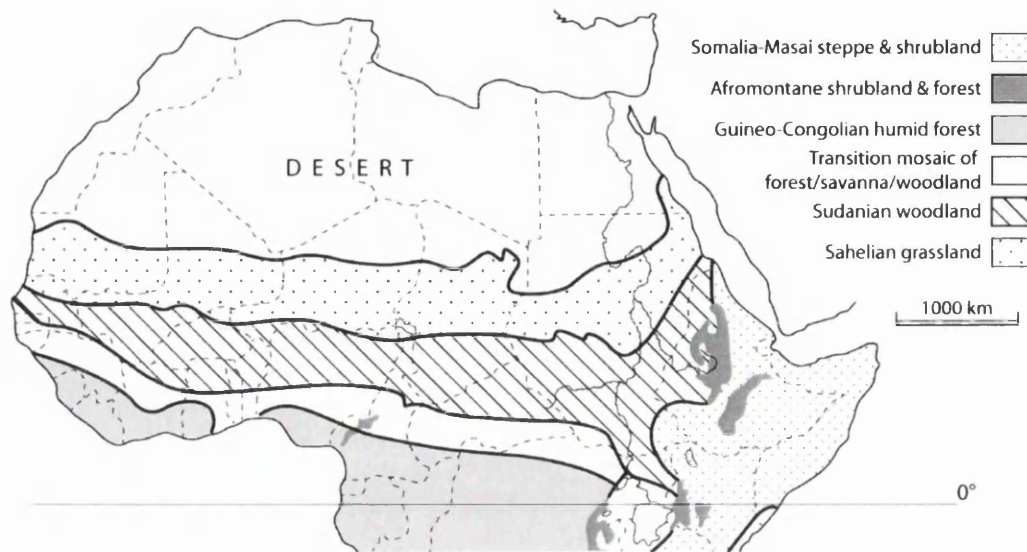 Somalia-Masai steppe & shrubland
Afromontane shrubland & forest
Guineo-Congolian humid forest
Transition mosaic of
forest/savanna/woodland
Sudanian woodland
Sahelian grassland
1000 km
DESERT
0°